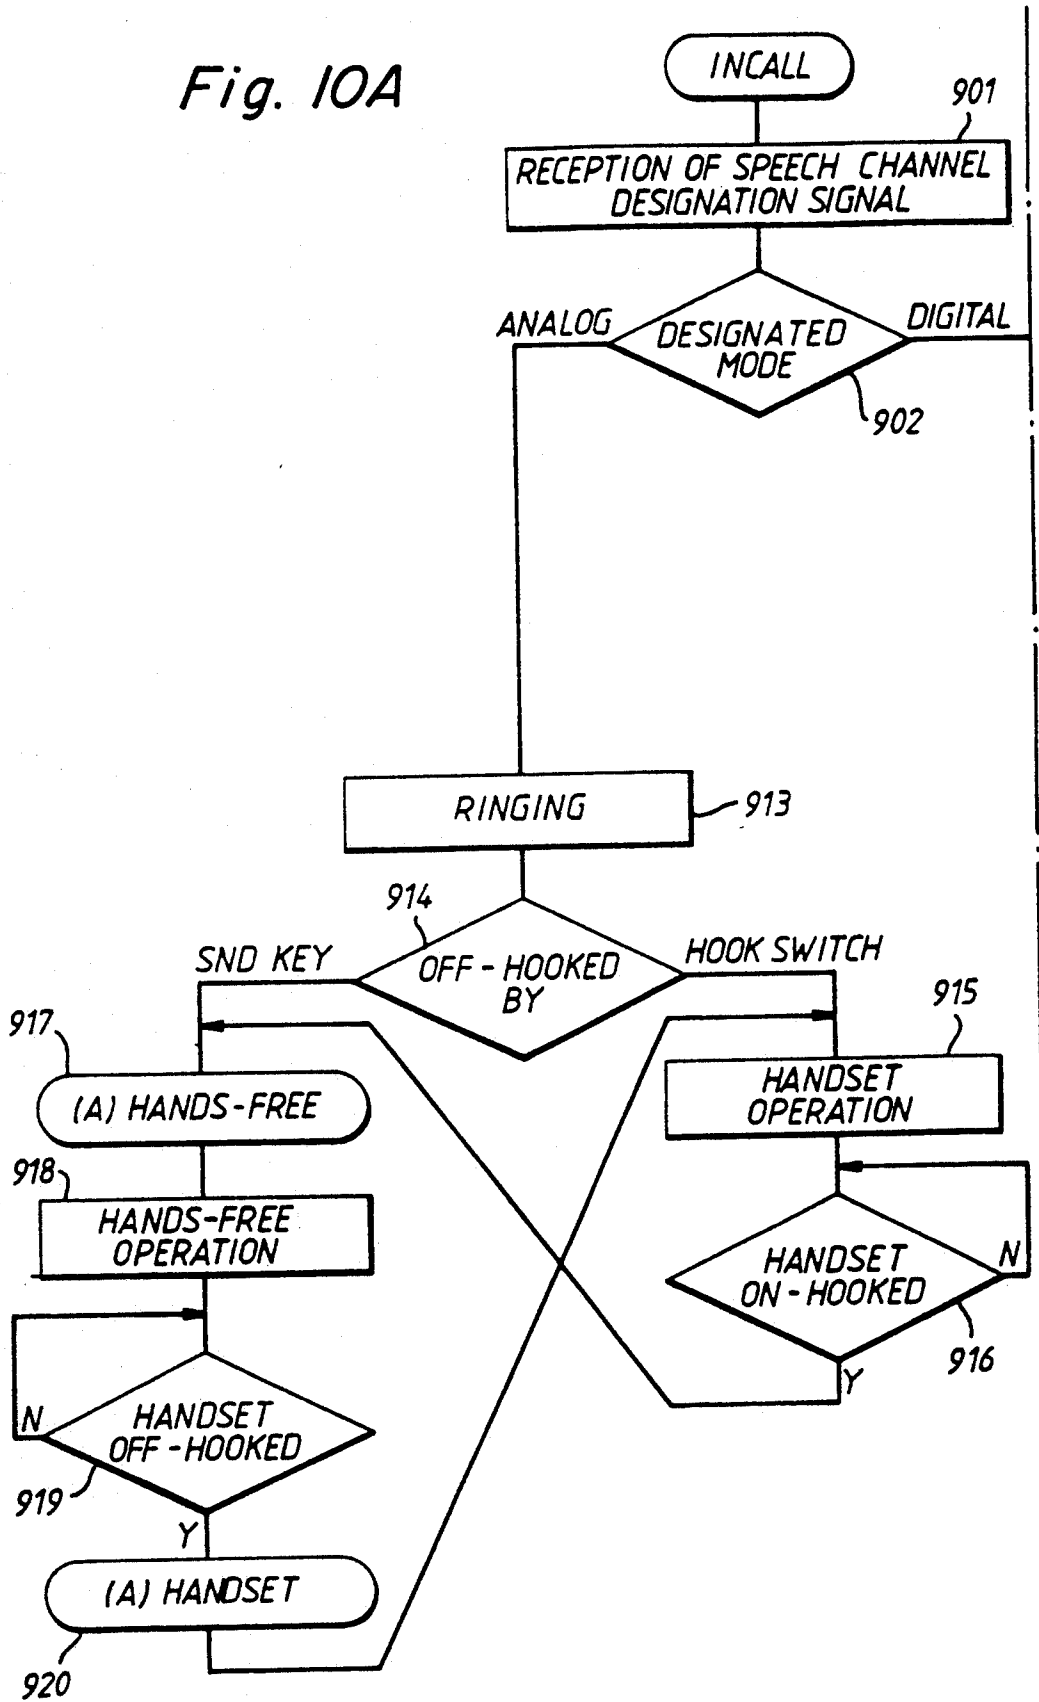 Fig. 10A
INCALL
901
RECEPTION OF SPEECH CHANNEL
DESIGNATION SIGNAL
ANALOG
DESIGNATED
MODE
DIGITAL
902
RINGING
913
914
SND KEY
OFF-HOOKED
BY
HOOK SWITCH
917
915
(A) HANDS-FREE
HANDSET
OPERATION
918
HANDS-FREE
OPERATION
HANDSET
ON-HOOKED
N
916
Y
N
HANDSET
OFF-HOOKED
919
Y
(A) HANDSET
920